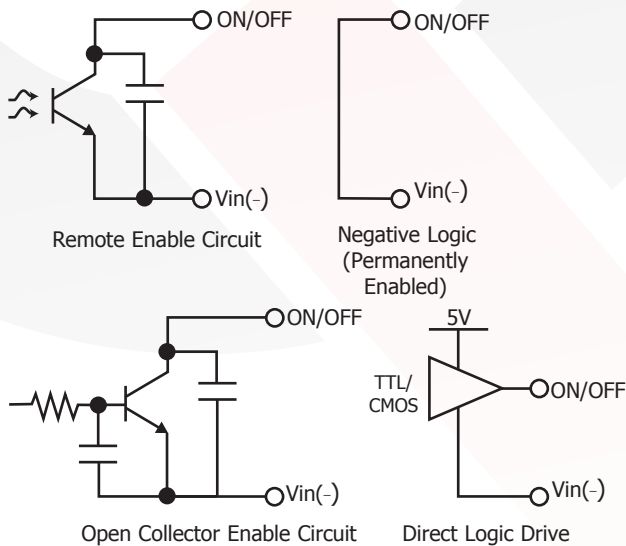 ON/OFF
Vin(–)
Remote Enable Circuit
ON/OFF
Vin(–)
Negative Logic
(Permanently
Enabled)
ON/OFF
Vin(–)
Open Collector Enable Circuit
5V
TTL/
CMOS
ON/OFF
Vin(–)
Direct Logic Drive